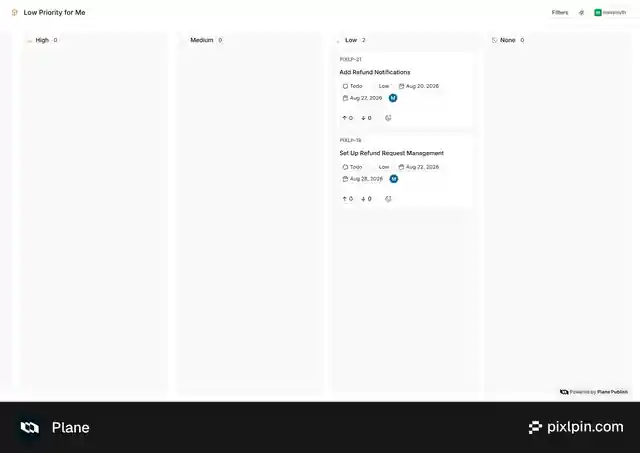 Low Priority for Me
Filters
High 0
Medium 0
Low 2
None 0
PIXLP-21
Add Refund Notifications
Todo Low Aug 20, 2026
Aug 27, 2026 M
0 0
PIXLP-18
Set Up Refund Request Management
Todo Low Aug 22, 2026
Aug 28, 2026 M
0 0
Powered by Plane Publish
Plane
pixlpin.com